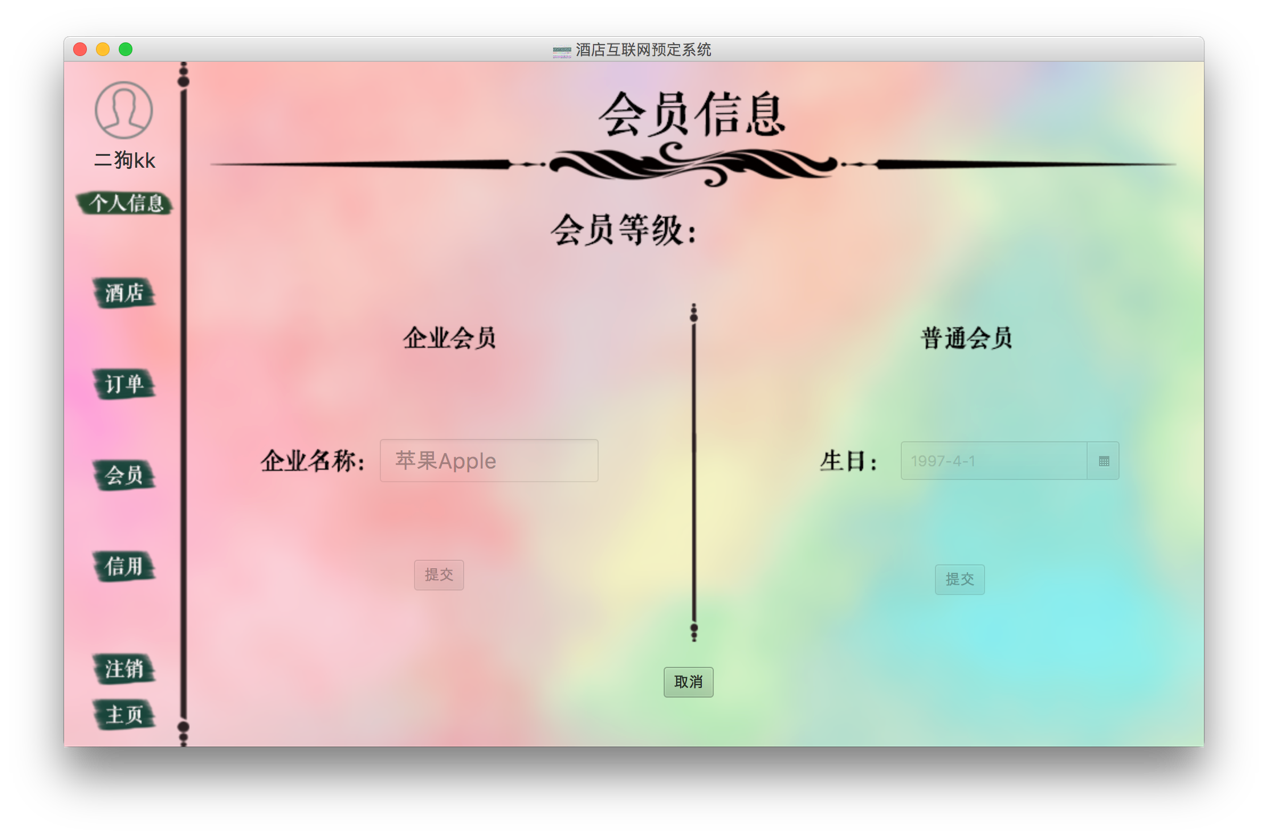 酒店互联网预定系统
二狗kk
个人信息
酒店
订单
会员
信用
注销
主页
会员信息
会员等级：
企业会员
企业名称： 苹果Apple
提交
普通会员
生日： 1997-4-1
提交
取消